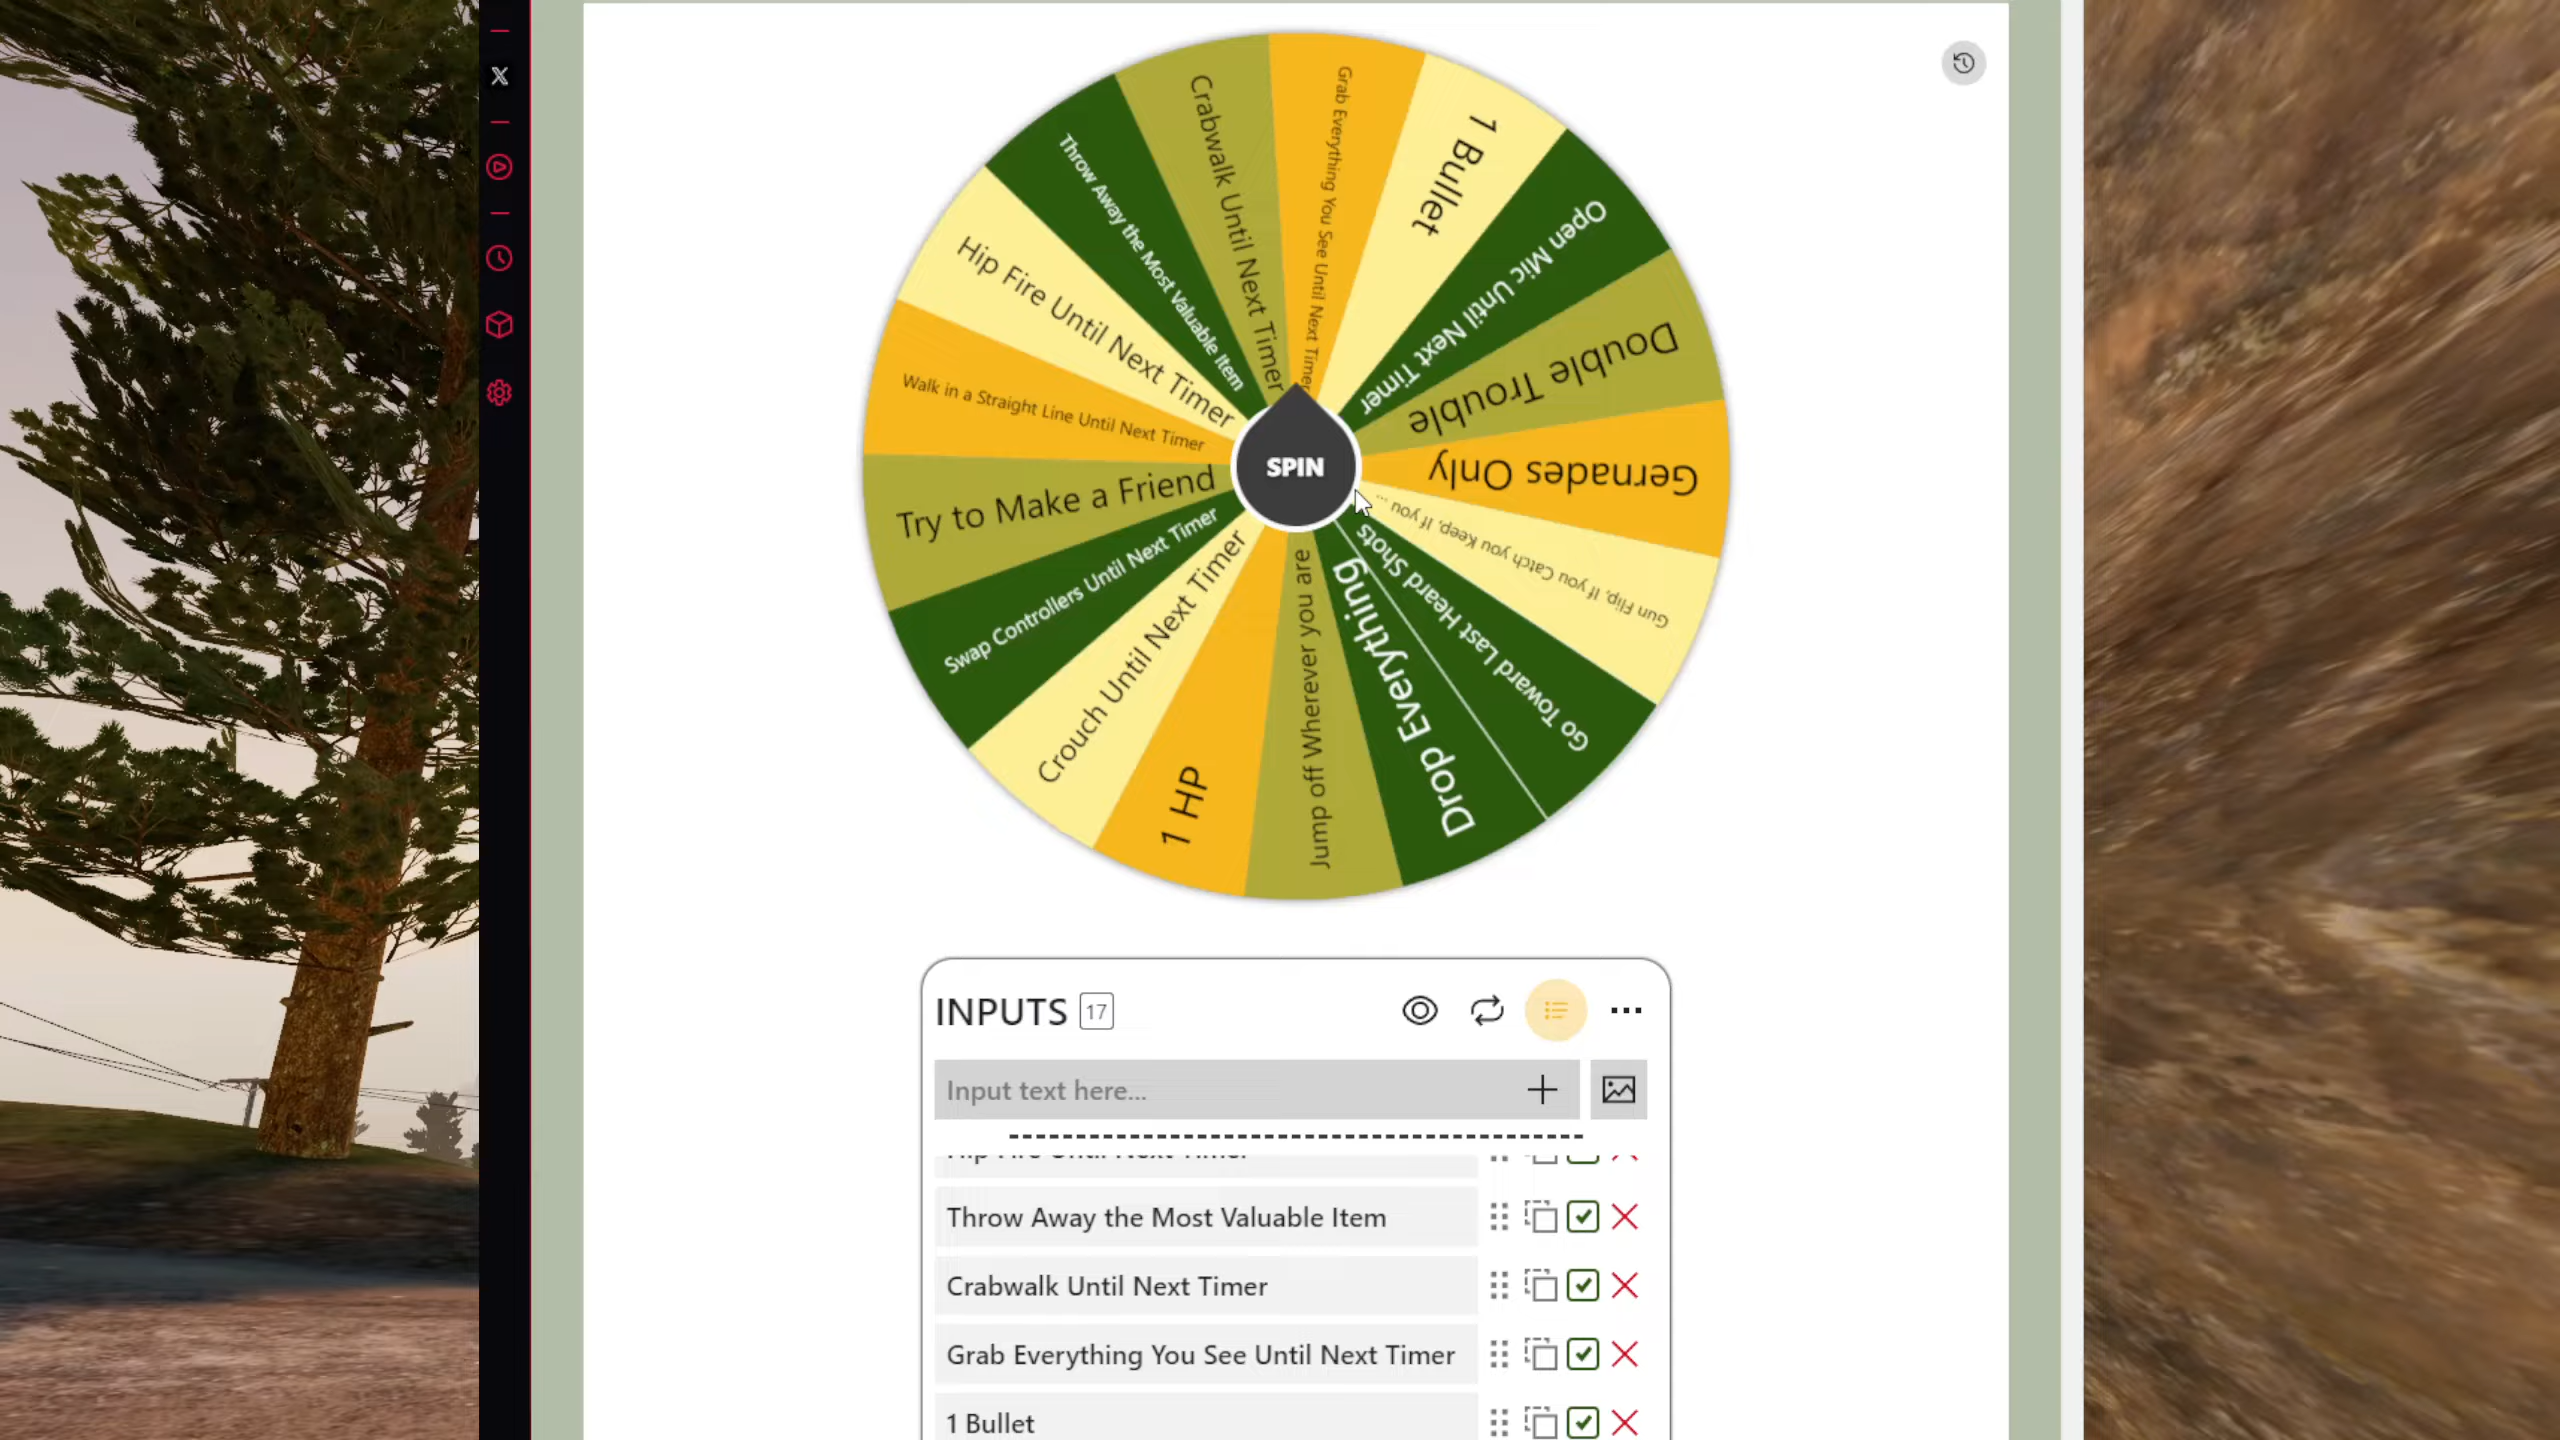 Grab Everything You See Until Next Timer
1 Bullet
Open Mic Until Next Timer
Double Trouble
Gernades Only
Gun Flip, If you Catch you Keep, If you ...
Go Toward Last Heard Shots
Drop Everything
Jump off Wherever you are
1 HP
Crouch Until Next Timer
Swap Controllers Until Next Timer
Try to Make a Friend
Walk in a Straight Line Until Next Timer
Hip Fire Until Next Timer
Throw Away the Most Valuable Item
Crabwalk Until Next Timer
SPIN
INPUTS 17
Input text here...
Hip Fire Until Next Timer
Throw Away the Most Valuable Item
Crabwalk Until Next Timer
Grab Everything You See Until Next Timer
1 Bullet